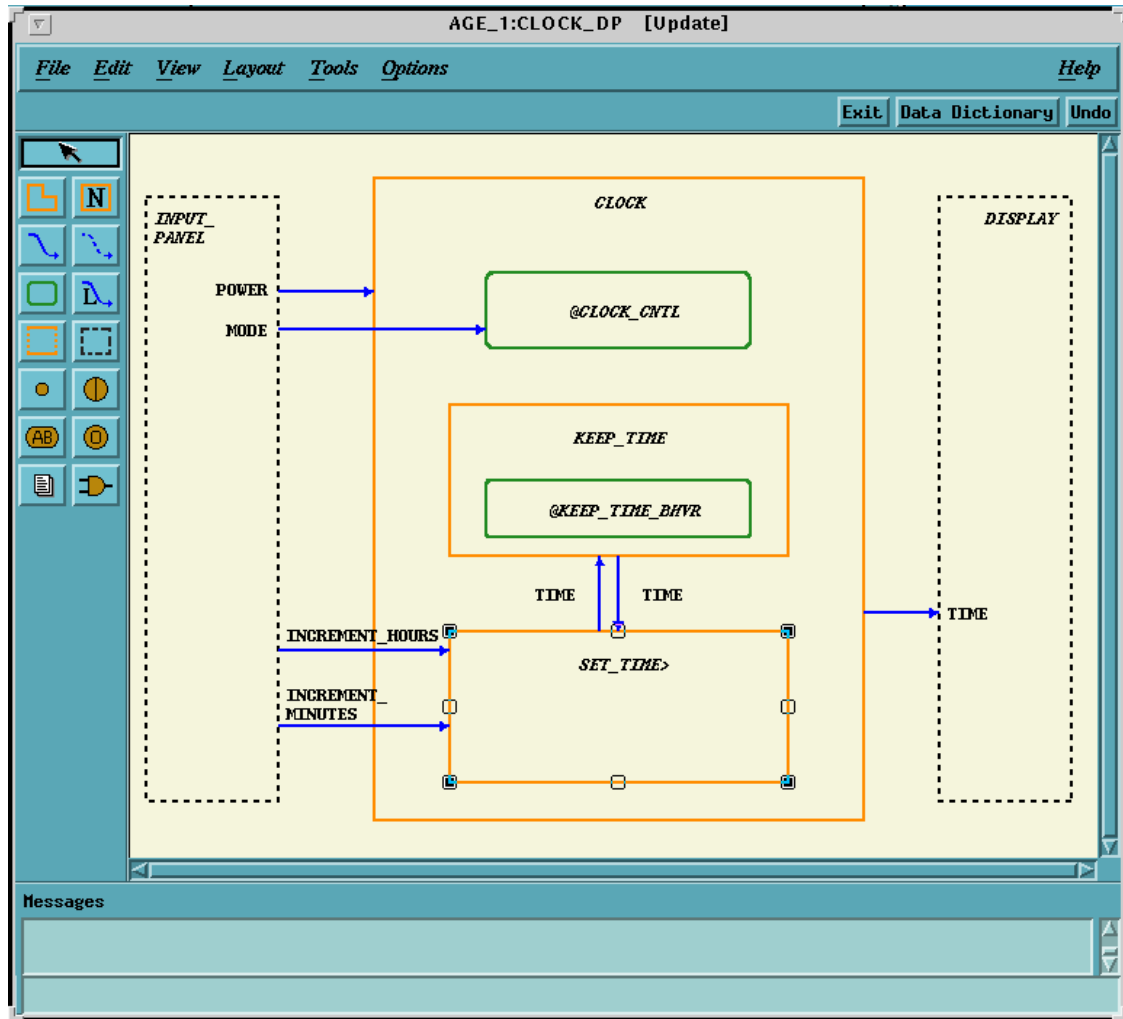 AGE_1:CLOCK_DP [Update]
File Edit View Layout Tools Options Help
Exit Data Dictionary Undo
N
L
AB
O
INPUT_
PANEL
CLOCK
DISPLAY
POWER
@CLOCK_CNTL
MODE
KEEP_TIME
@KEEP_TIME_BHVR
TIME TIME
TIME
INCREMENT_HOURS
SET_TIME>
INCREMENT_
MINUTES
Messages